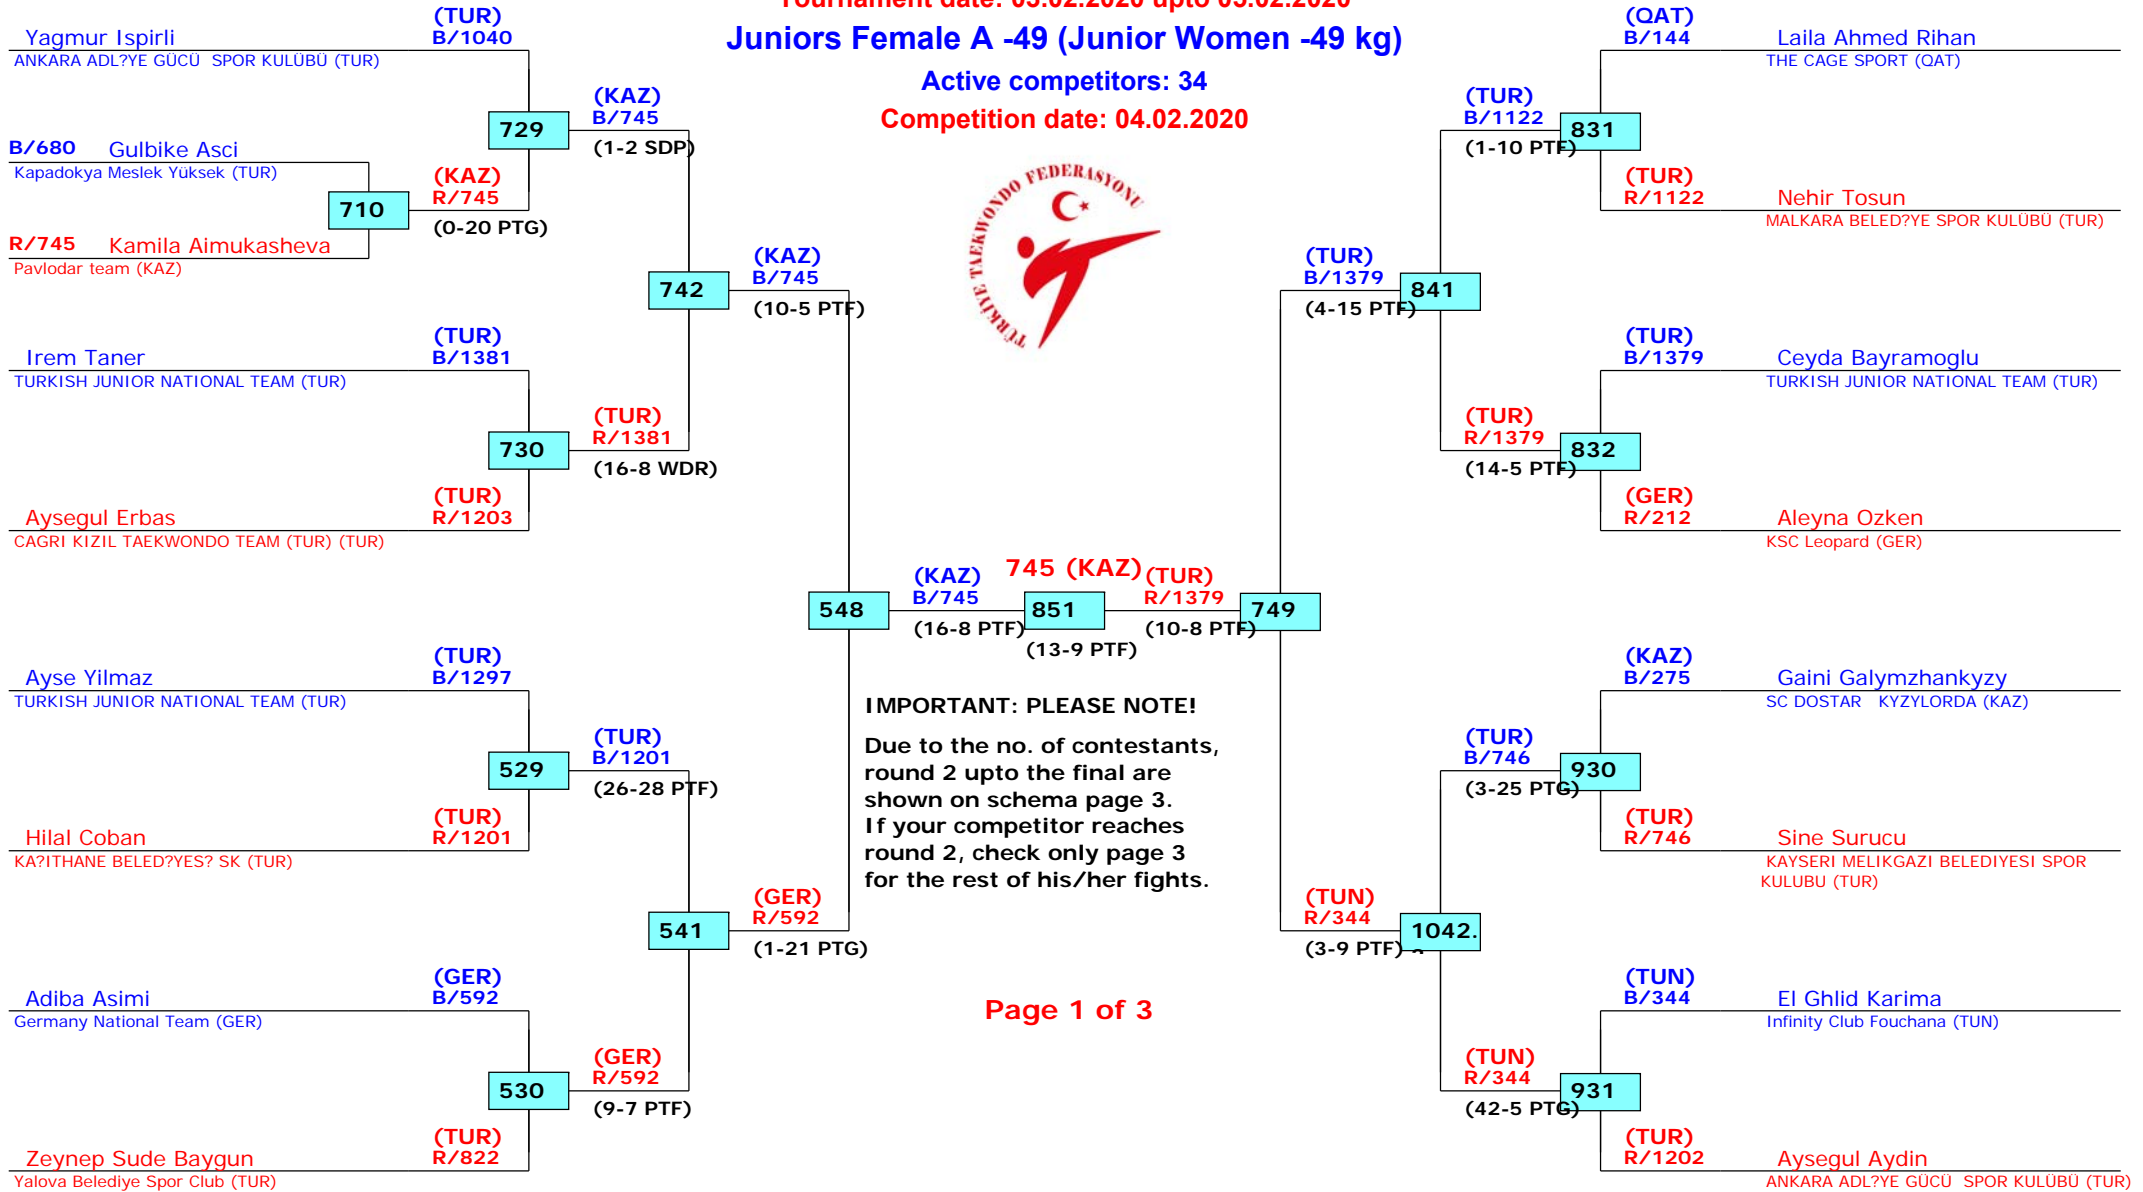 Tournament date: 03.02.2020 upto 05.02.2020
Juniors Female A -49 (Junior Women -49 kg)
Active competitors: 34
Competition date: 04.02.2020
TÜRKİYE TAEKWONDO FEDERASYONU
(TUR)
Yagmur Ispirli B/1040
ANKARA ADL?YE GÜCÜ SPOR KULÜBÜ (TUR)
729
(KAZ)
B/745
(1-2 SDP)
B/680 Gulbike Asci
Kapadokya Meslek Yüksek (TUR)
710
(KAZ)
R/745
(0-20 PTG)
R/745 Kamila Aimukasheva
Pavlodar team (KAZ)
742
(KAZ)
B/745
(10-5 PTF)
(TUR)
Irem Taner B/1381
TURKISH JUNIOR NATIONAL TEAM (TUR)
730
(TUR)
R/1381
(16-8 WDR)
(TUR)
Aysegul Erbas R/1203
CAGRI KIZIL TAEKWONDO TEAM (TUR) (TUR)
548
(KAZ)
B/745
(16-8 PTF)
745 (KAZ)
851
(13-9 PTF)
(TUR)
R/1379
(10-8 PTF)
749
(TUR)
Ayse Yilmaz B/1297
TURKISH JUNIOR NATIONAL TEAM (TUR)
529
(TUR)
B/1201
(26-28 PTF)
(TUR)
Hilal Coban R/1201
KA?ITHANE BELED?YES? SK (TUR)
541
(GER)
R/592
(1-21 PTG)
(GER)
Adiba Asimi B/592
Germany National Team (GER)
530
(GER)
R/592
(9-7 PTF)
(TUR)
Zeynep Sude Baygun R/822
Yalova Belediye Spor Club (TUR)
IMPORTANT: PLEASE NOTE!
Due to the no. of contestants,
round 2 upto the final are
shown on schema page 3.
If your competitor reaches
round 2, check only page 3
for the rest of his/her fights.
Page 1 of 3
(QAT)
B/144 Laila Ahmed Rihan
THE CAGE SPORT (QAT)
(TUR)
B/1122
(1-10 PTF)
831
(TUR)
R/1122 Nehir Tosun
MALKARA BELED?YE SPOR KULÜBÜ (TUR)
(TUR)
B/1379
(4-15 PTF)
841
(TUR)
B/1379 Ceyda Bayramoglu
TURKISH JUNIOR NATIONAL TEAM (TUR)
(TUR)
R/1379
(14-5 PTF)
832
(GER)
R/212 Aleyna Ozken
KSC Leopard (GER)
(KAZ)
B/275 Gaini Galymzhankyzy
SC DOSTAR KYZYLORDA (KAZ)
(TUR)
B/746
(3-25 PTG)
930
(TUR)
R/746 Sine Surucu
KAYSERI MELIKGAZI BELEDIYESI SPOR
KULUBU (TUR)
(TUN)
R/344
(3-9 PTF)
1042.
(TUN)
B/344 El Ghlid Karima
Infinity Club Fouchana (TUN)
(TUN)
R/344
(42-5 PTG)
931
(TUR)
R/1202 Aysegul Aydin
ANKARA ADL?YE GÜCÜ SPOR KULÜBÜ (TUR)